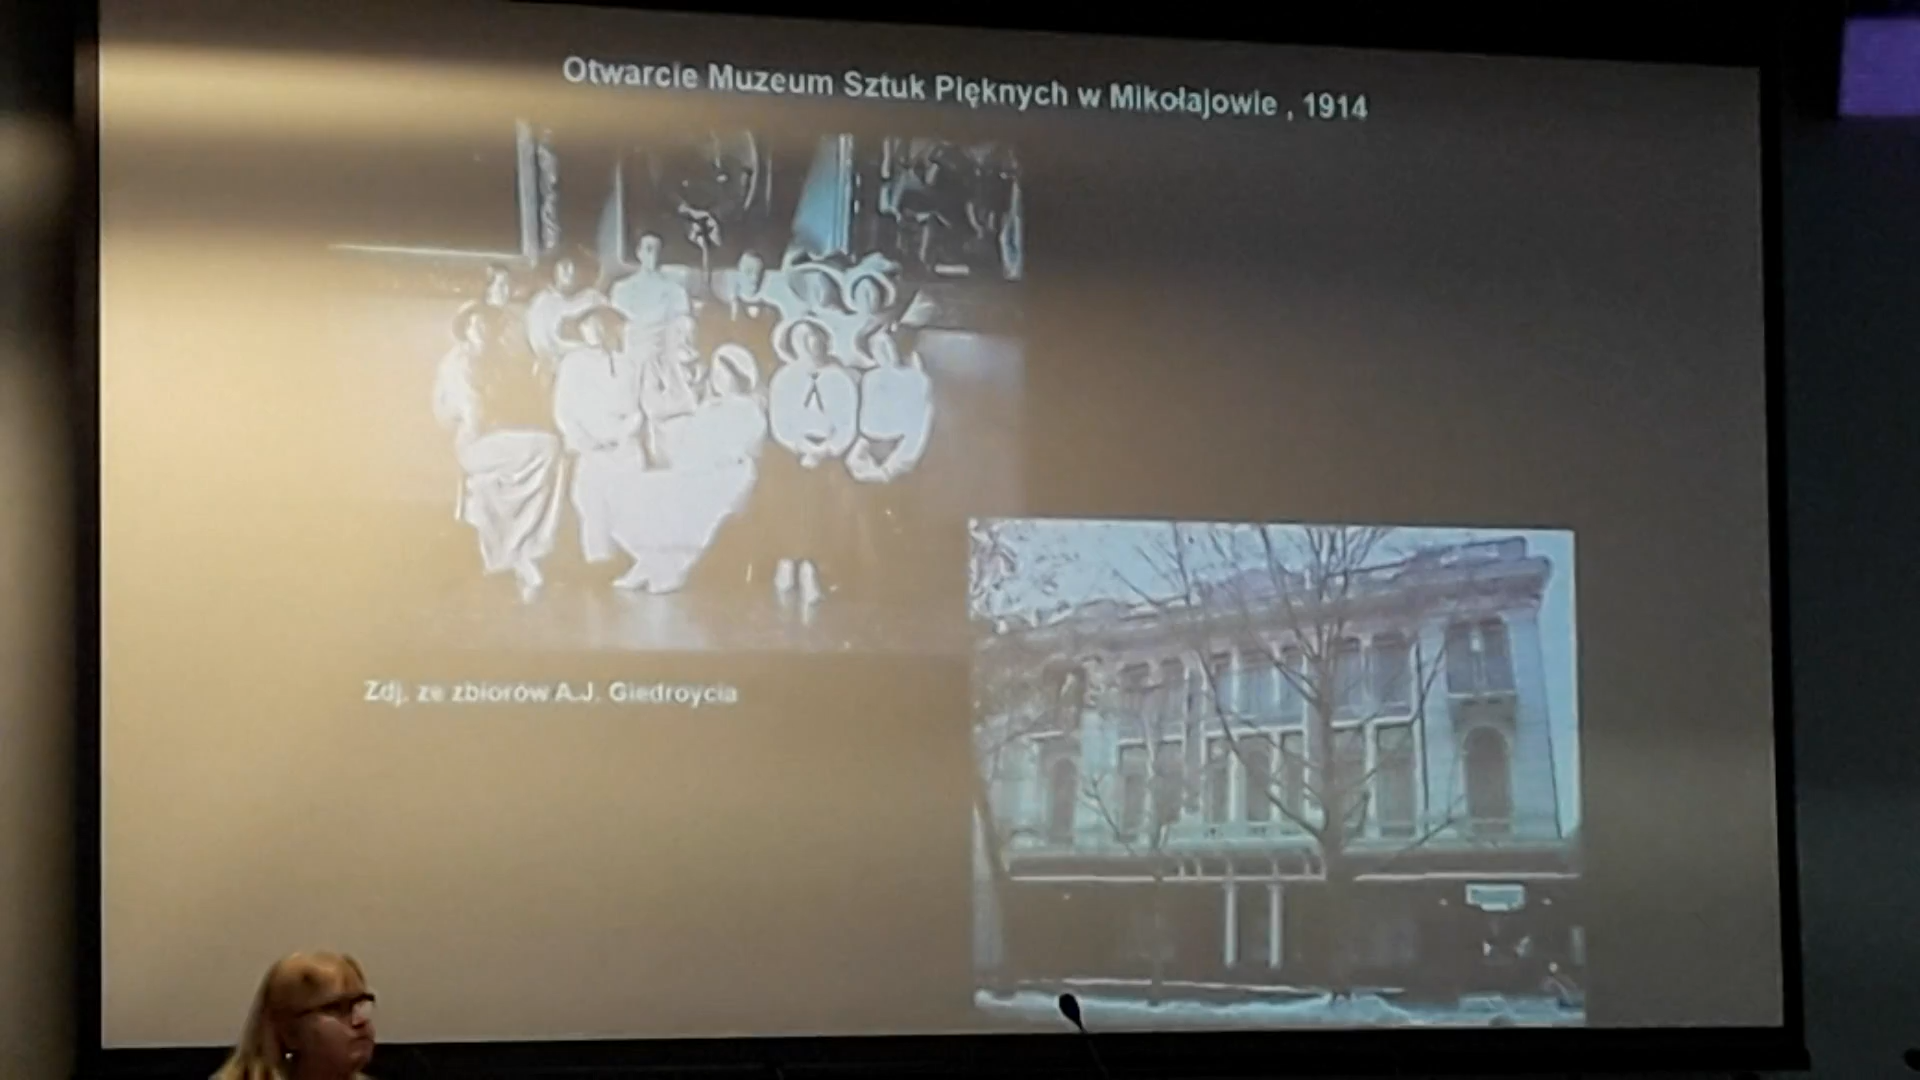 Otwarcie Muzeum Sztuk Pięknych w Mikołajowie , 1914
Zdj. ze zbiorów A.J. Giedroycia